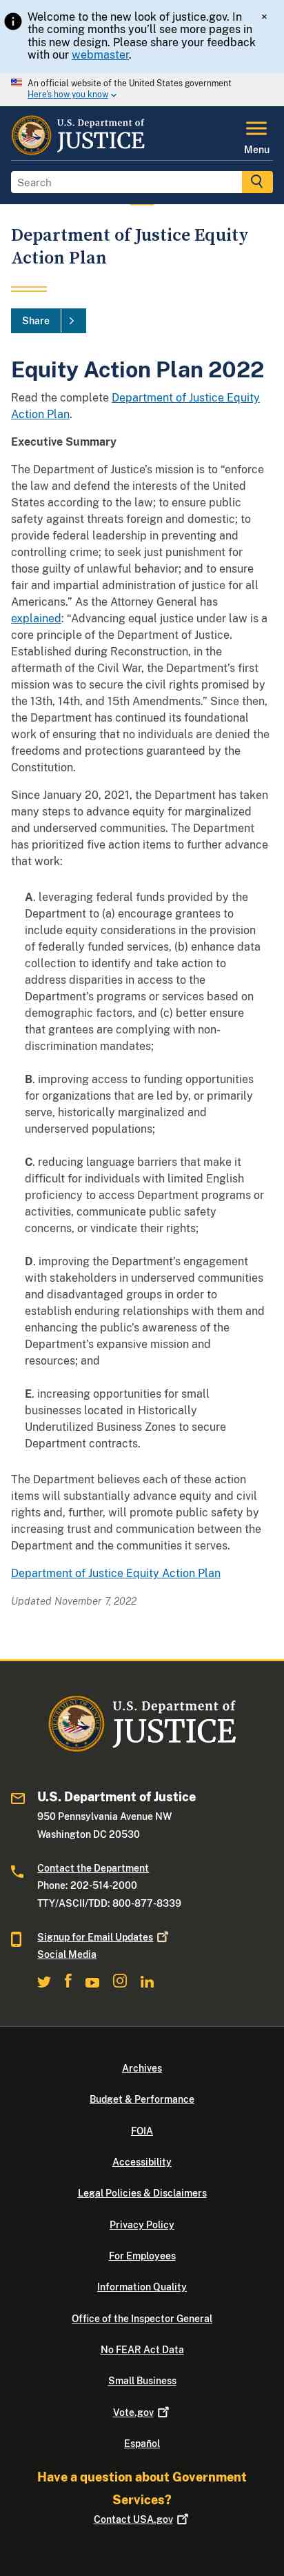 Welcome to the new look of justice.gov. In
the coming months you'll see more pages in
this new design. Please share your feedback
with our webmaster.
×
An official website of the United States government
Here's how you know
U.S. Department of
JUSTICE
Menu
Search
Department of Justice Equity
Action Plan
Share
Equity Action Plan 2022
Read the complete Department of Justice Equity
Action Plan.
Executive Summary
The Department of Justice's mission is to “enforce
the law and defend the interests of the United
States according to the law; to ensure public
safety against threats foreign and domestic; to
provide federal leadership in preventing and
controlling crime; to seek just punishment for
those guilty of unlawful behavior; and to ensure
fair and impartial administration of justice for all
Americans.” As the Attorney General has
explained: “Advancing equal justice under law is a
core principle of the Department of Justice.
Established during Reconstruction, in the
aftermath of the Civil War, the Department’s first
mission was to secure the civil rights promised by
the 13th, 14th, and 15th Amendments.” Since then,
the Department has continued its foundational
work of ensuring that no individuals are denied the
freedoms and protections guaranteed by the
Constitution.
Since January 20, 2021, the Department has taken
many steps to advance equity for marginalized
and underserved communities. The Department
has prioritized five action items to further advance
that work:
A. leveraging federal funds provided by the
Department to (a) encourage grantees to
include equity considerations in the provision
of federally funded services, (b) enhance data
collection to identify and take action to
address disparities in access to the
Department's programs or services based on
demographic factors, and (c) better ensure
that grantees are complying with non-
discrimination mandates;
B. improving access to funding opportunities
for organizations that are led by, or primarily
serve, historically marginalized and
underserved populations;
C. reducing language barriers that make it
difficult for individuals with limited English
proficiency to access Department programs or
activities, communicate public safety
concerns, or vindicate their rights;
D. improving the Department’s engagement
with stakeholders in underserved communities
and disadvantaged groups in order to
establish enduring relationships with more and
enhancing the public’s awareness of the
Department’s expansive mission and
resources; and
E. increasing opportunities for small
businesses located in Historically
Underutilized Business Zones to secure
Department contracts.
The Department believes each of these action
items will substantially advance equity and civil
rights and, further, will promote public safety by
increasing trust and communication between the
Department and the communities it serves.
Department of Justice Equity Action Plan
Updated November 7, 2022
U.S. Department of
JUSTICE
U.S. Department of Justice
950 Pennsylvania Avenue NW
Washington DC 20530
Contact the Department
Phone: 202-514-2000
TTY/ASCII/TDD: 800-877-8339
Signup for Email Updates
Social Media
Archives
Budget & Performance
FOIA
Accessibility
Legal Policies & Disclaimers
Privacy Policy
For Employees
Information Quality
Office of the Inspector General
No FEAR Act Data
Small Business
Vote.gov
Español
Have a question about Government
Services?
Contact USA.gov